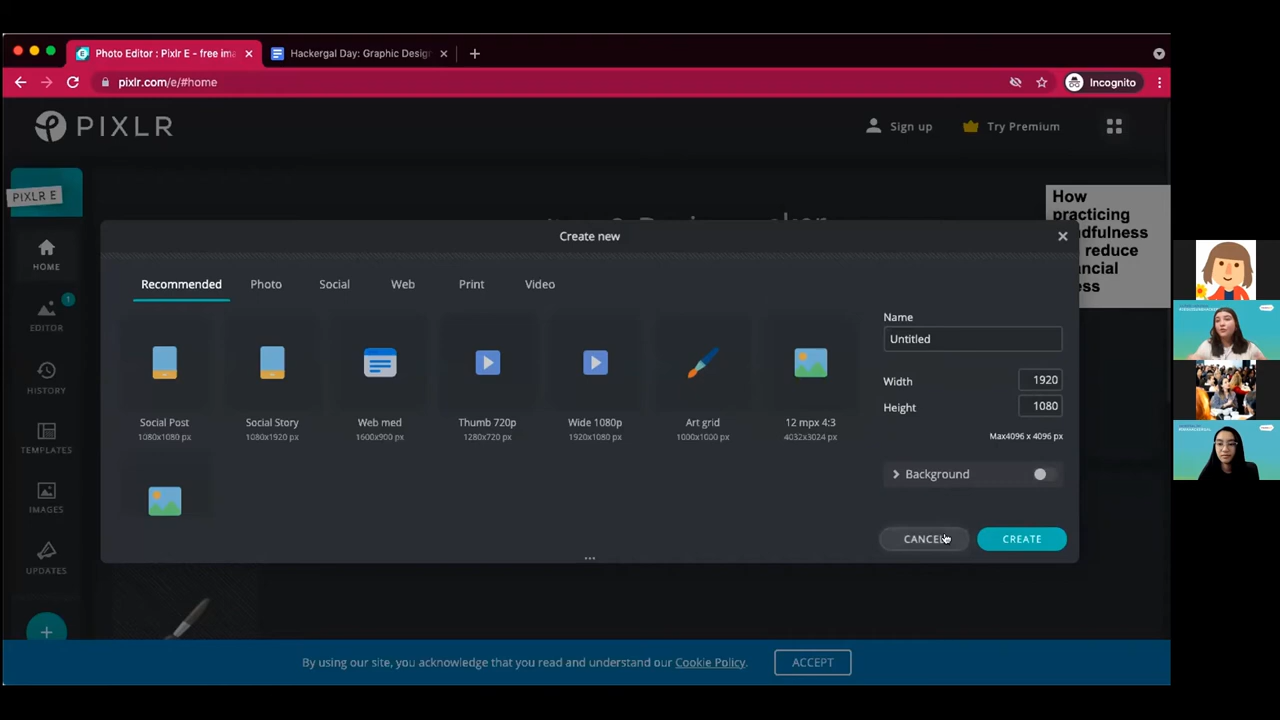 Photo Editor : Pixlr E - free ima
Hackergal Day: Graphic Desig
pixlr.com/e/#home
Incognito
PIXLR
Sign up
Try Premium
PIXLR E
HOME
1
EDITOR
HISTORY
TEMPLATES
IMAGES
UPDATES
How
practicing
ndfulness
reduce
ancial
ess
Create new
Recommended
Photo
Social
Web
Print
Video
Social Post
1080x1080 px
Social Story
1080x1920 px
Web med
1600x900 px
Thumb 720p
1280x720 px
Wide 1080p
1920x1080 px
Art grid
1000x1000 px
12 mpx 4:3
4032x3024 px
Name
Untitled
Width
1920
Height
1080
Max4096 x 4096 px
Background
CANCEL
CREATE
By using our site, you acknowledge that you read and understand our Cookie Policy.
ACCEPT